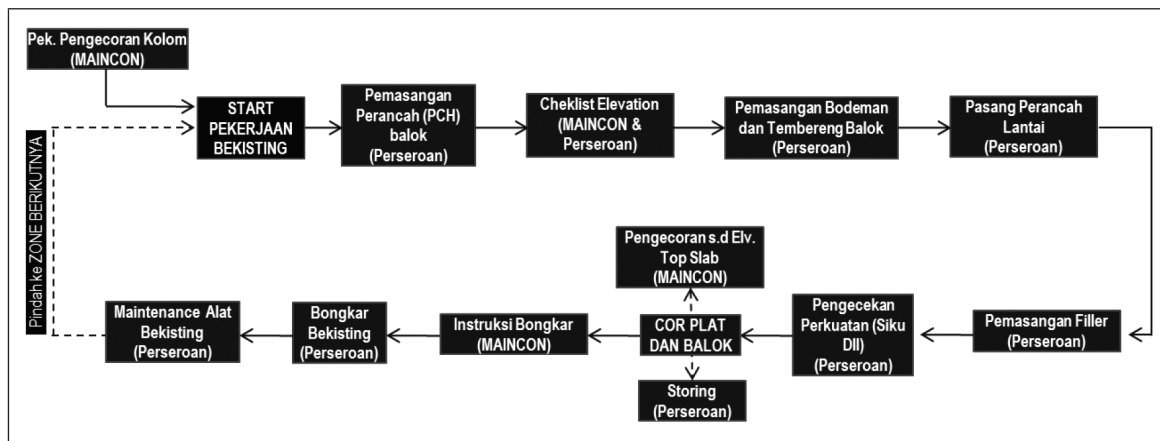 Pek. Pengecoran Kolom
(MAINCON)
START
PEKERJAAN
BEKISTING
Pemasangan
Perancah (PCH)
balok
(Perseroan)
Cheklist Elevation
(MAINCON &
Perseroan)
Pemasangan Bodeman
dan Tembereng Balok
(Perseroan)
Pasang Perancah
Lantai
(Perseroan)
Pindah ke ZONE BERIKUTNYA
Pengecoran s.d Elv.
Top Slab
(MAINCON)
Maintenance Alat
Bekisting
(Perseroan)
Bongkar
Bekisting
(Perseroan)
Instruksi Bongkar
(MAINCON)
COR PLAT
DAN BALOK
Pengecekan
Perkuatan (Siku
Dll)
(Perseroan)
Pemasangan Filler
(Perseroan)
Storing
(Perseroan)